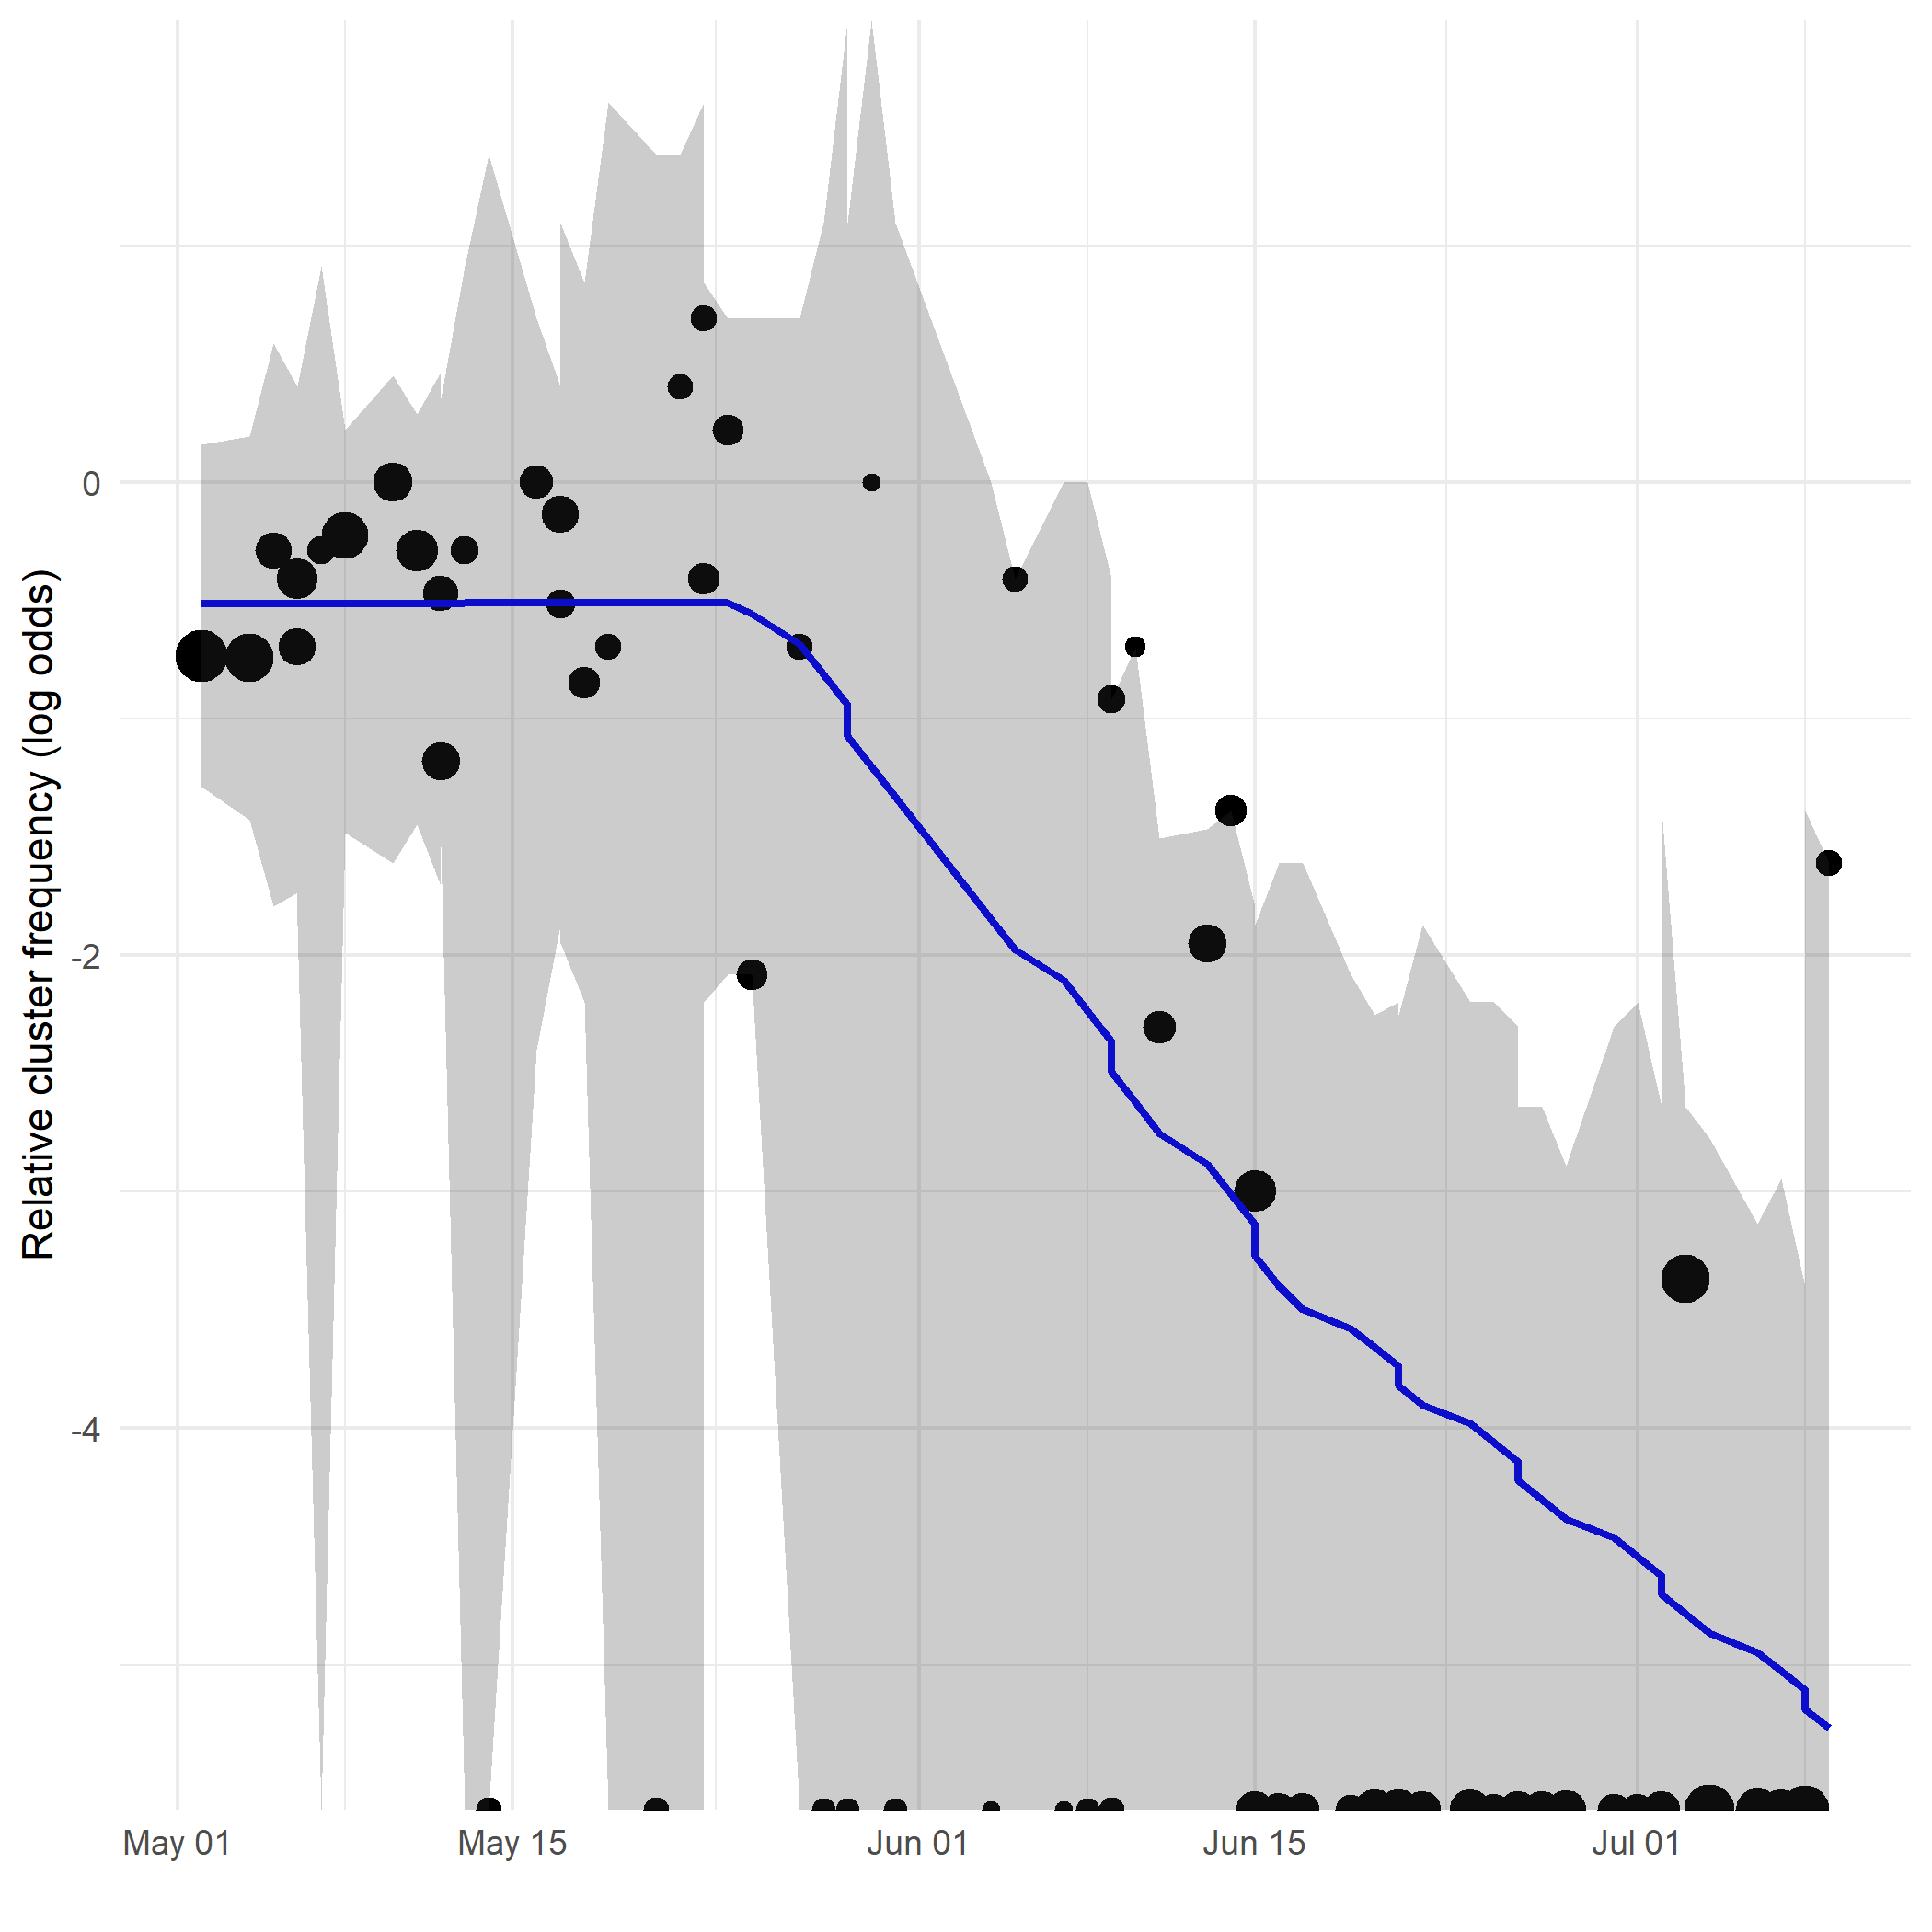 Relative cluster frequency (log odds)
0
-2
-4
May 01
May 15
Jun 01
Jun 15
Jul 01